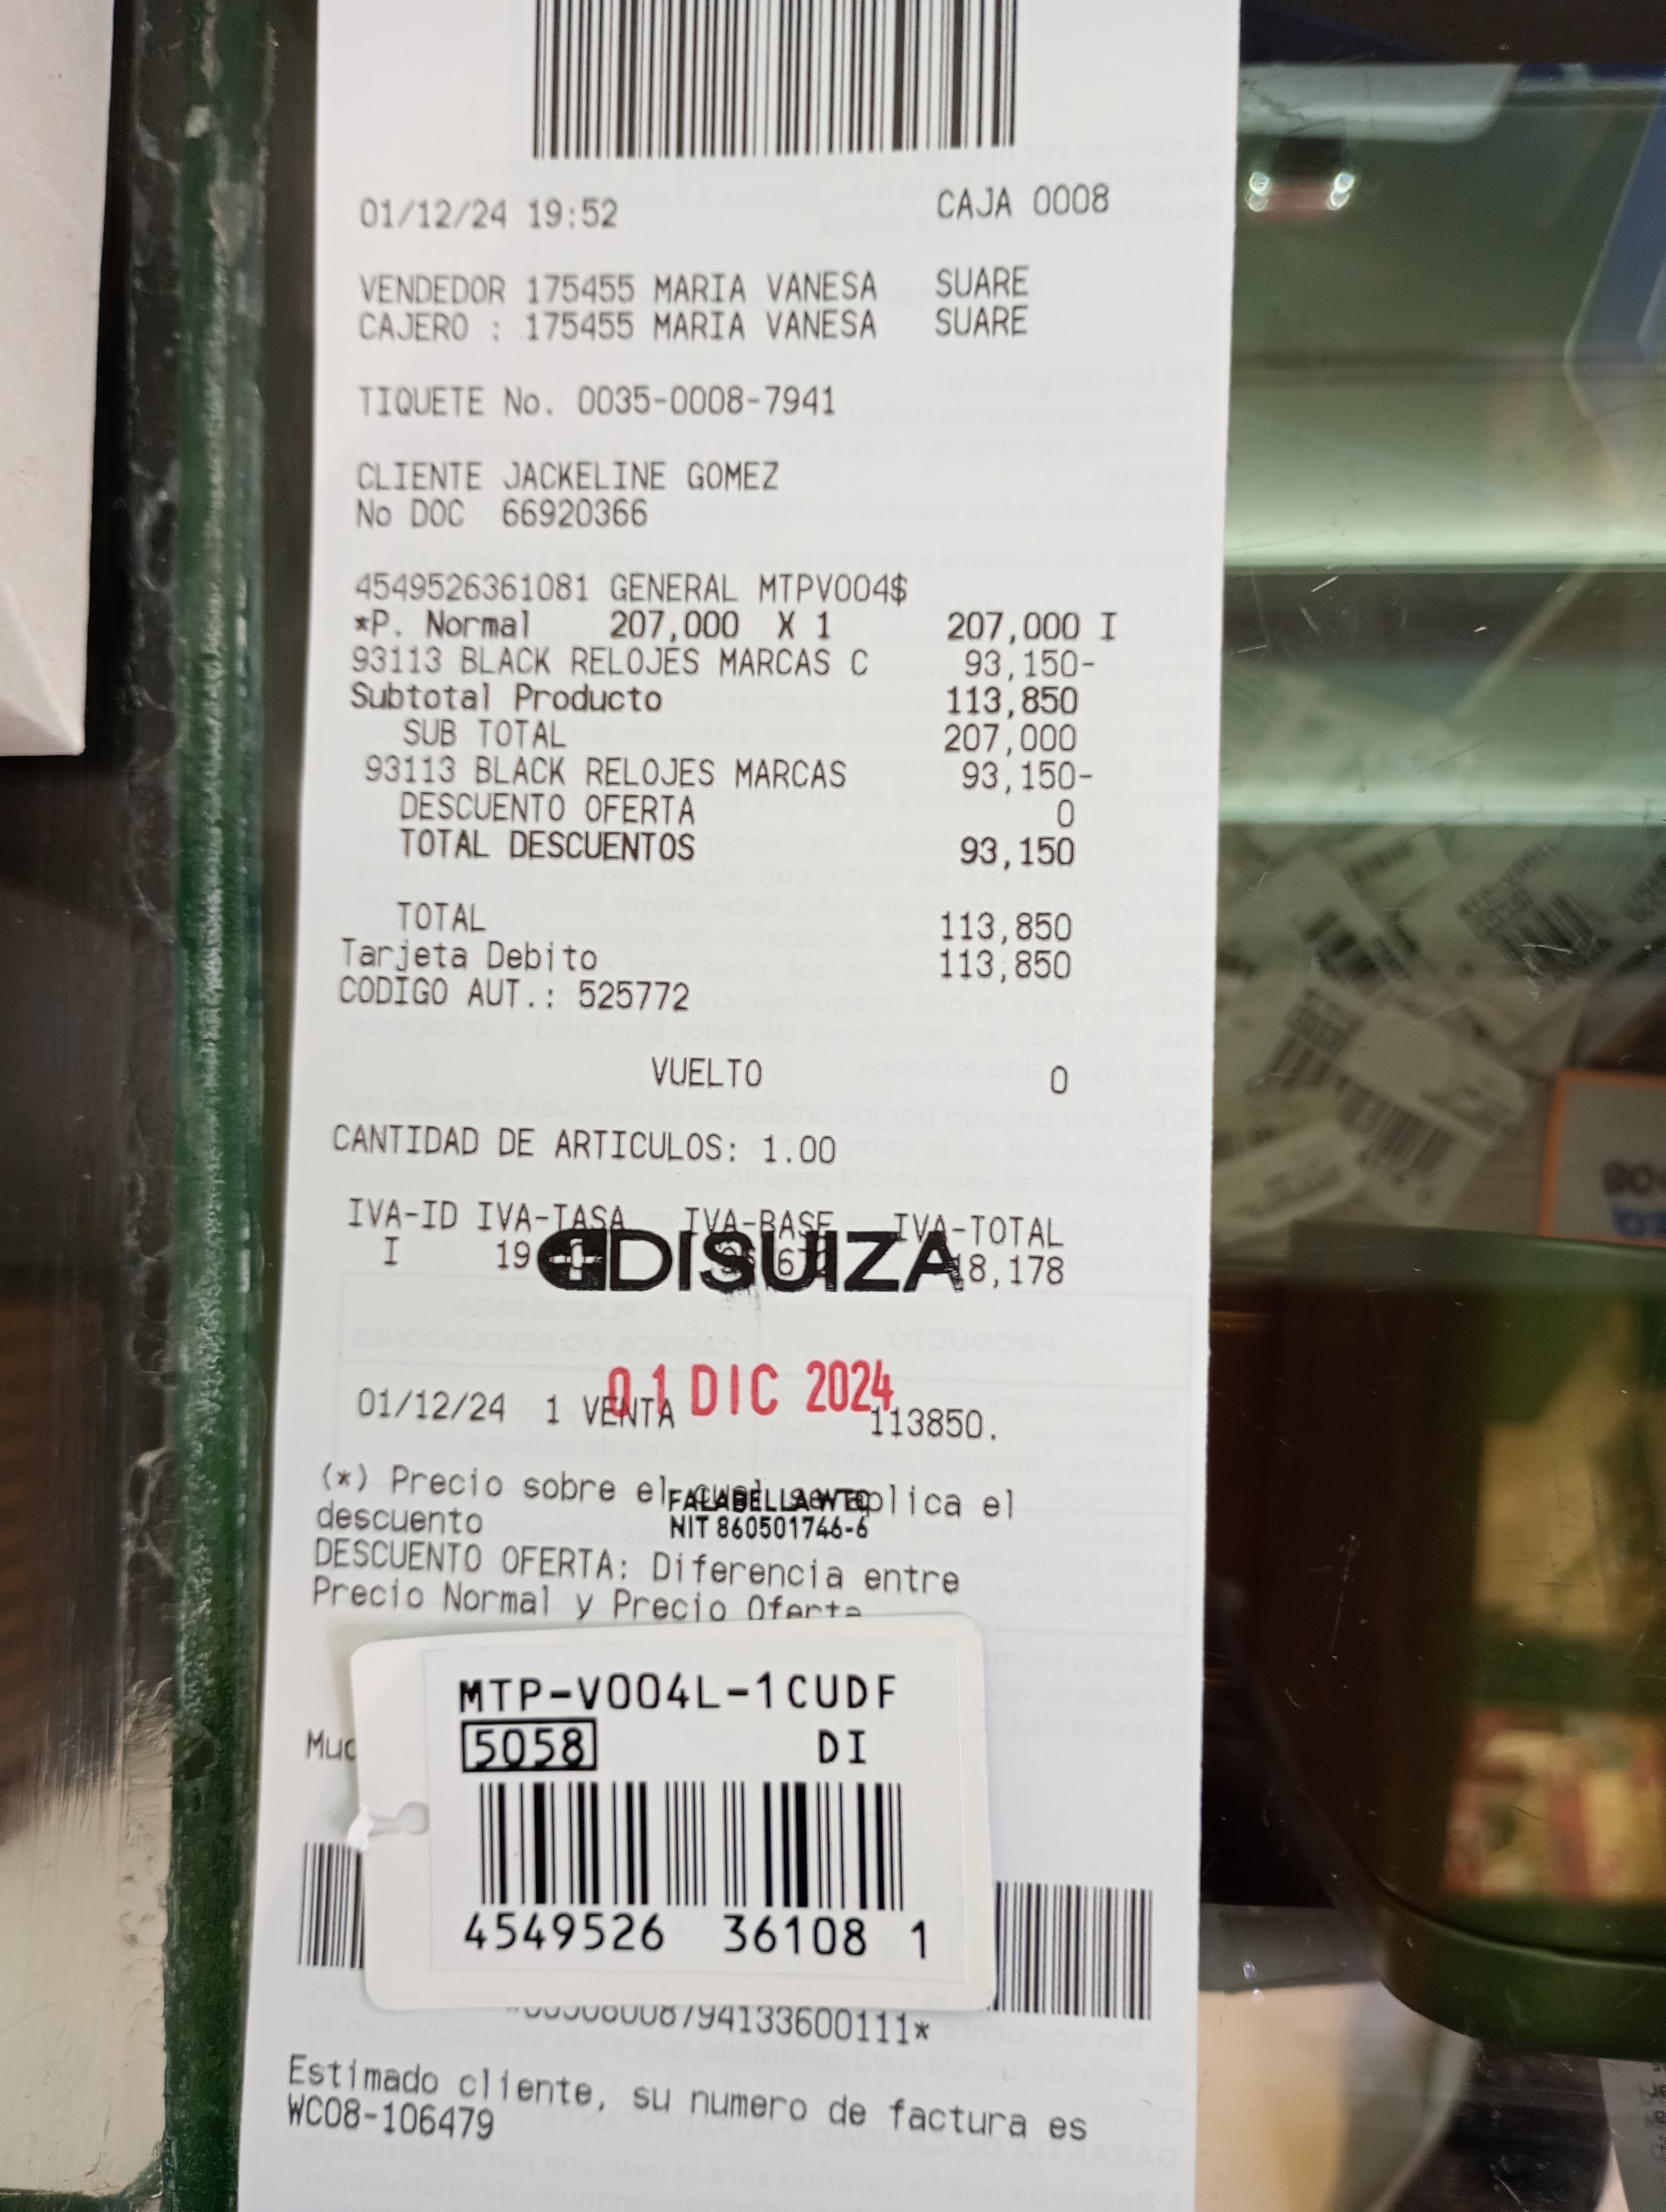 01/12/24 19:52 CAJA 0008
VENDEDOR 175455 MARIA VANESA SUARE
CAJERO : 175455 MARIA VANESA SUARE
TIQUETE No. 0035-0008-7941
CLIENTE JACKELINE GOMEZ
No DOC 66920366
4549526361081 GENERAL MTPV004$
*P. Normal 207,000 X 1 207,000 I
93113 BLACK RELOJES MARCAS C 93,150-
Subtotal Producto 113,850
SUB TOTAL 207,000
93113 BLACK RELOJES MARCAS 93,150-
DESCUENTO OFERTA 0
TOTAL DESCUENTOS 93,150
TOTAL 113,850
Tarjeta Debito 113,850
CODIGO AUT.: 525772
VUELTO 0
CANTIDAD DE ARTICULOS: 1.00
IVA-ID IVA-TASA IVA-BASE IVA-TOTAL
I 19 18,178
DISUIZA
01 DIC 2024
01/12/24 1 VENTA 113850.
(*) Precio sobre el cual se aplica el
FALABELLA WTC
descuento
NIT 860501746-6
DESCUENTO OFERTA: Diferencia entre
Precio Normal y Precio Oferta
MTP-V004L-1CUDF
5058 DI
4549526 36108 1
Estimado cliente, su numero de factura es
WC08-106479